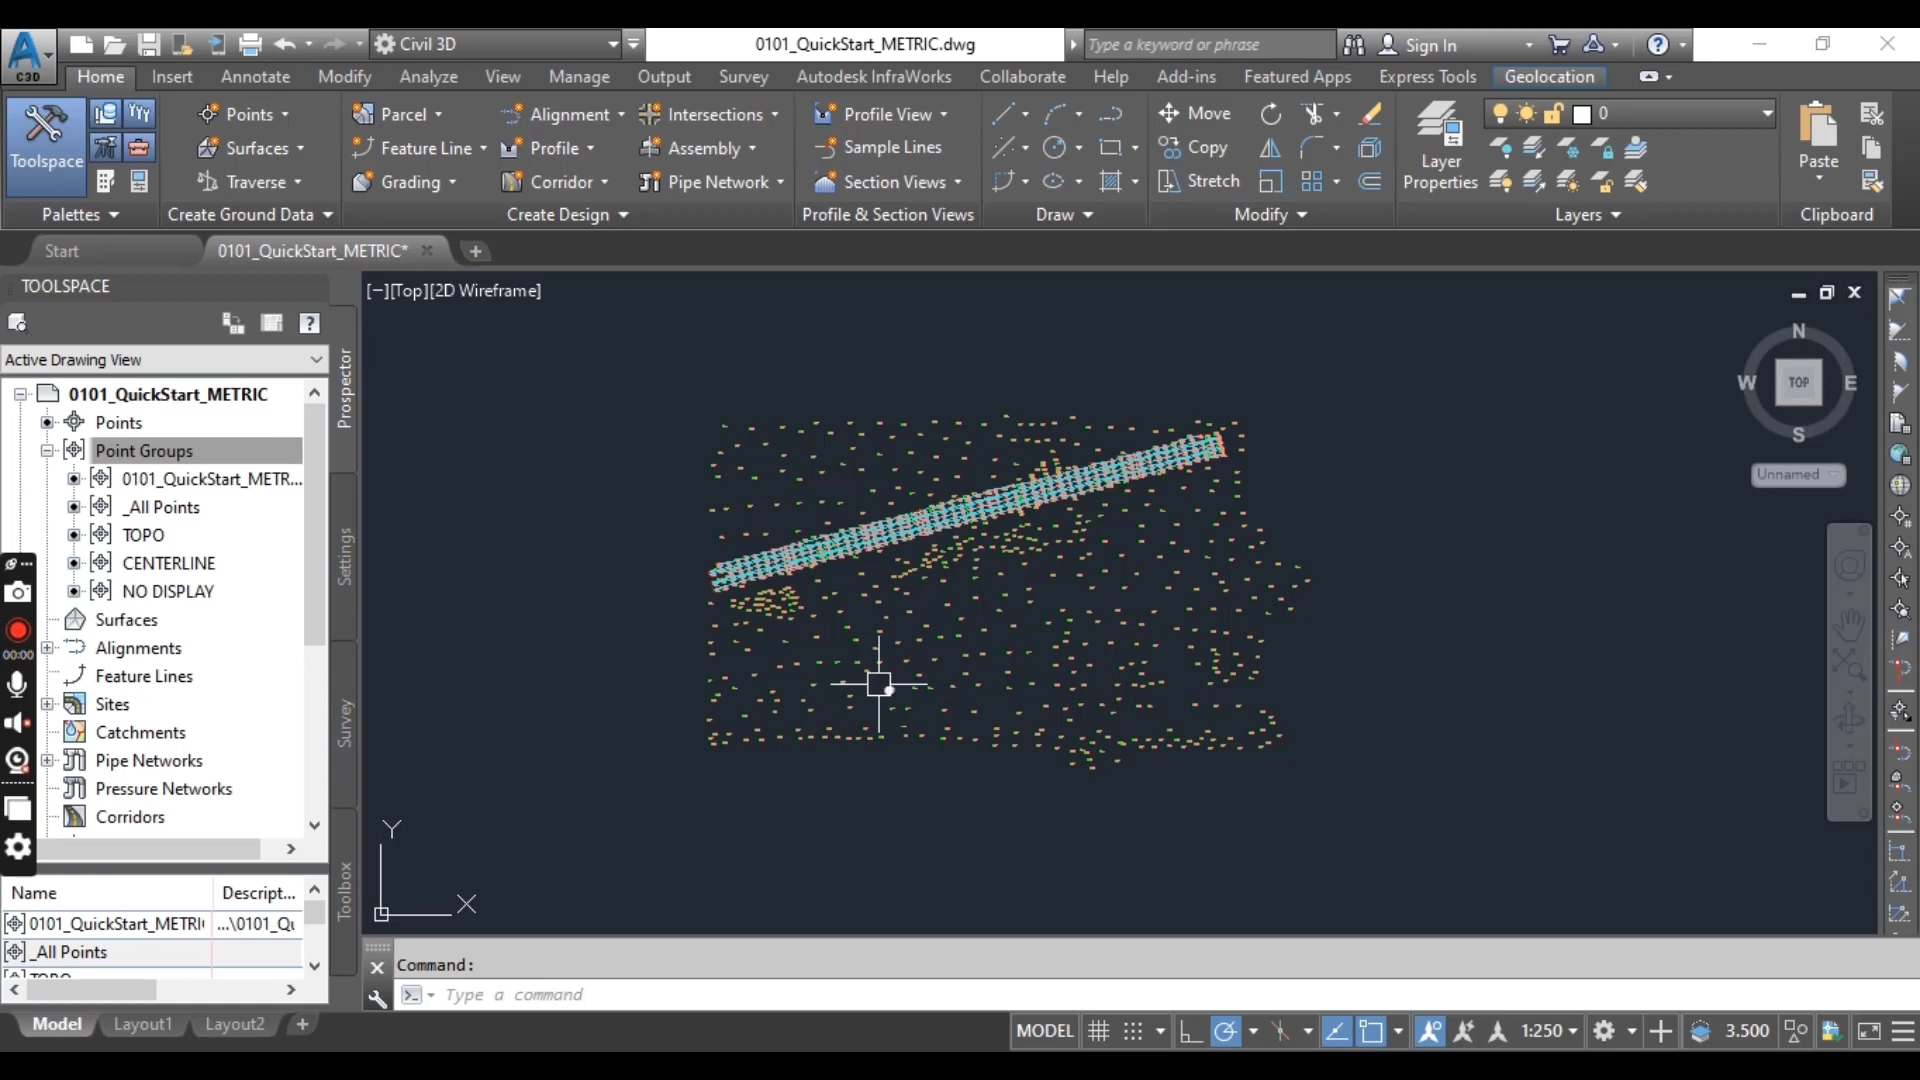 C3D
Civil 3D
0101_QuickStart_METRIC.dwg
Type a keyword or phrase
Sign In
Home Insert Annotate Modify Analyze View Manage Output Survey Autodesk InfraWorks Collaborate Help Add-ins Featured Apps Express Tools Geolocation
Points Parcel Alignment Intersections Profile View Move 0
Surfaces Feature Line Profile Assembly Sample Lines Copy
Toolspace Layer Properties Paste
Traverse Grading Corridor Pipe Network Section Views Stretch
Palettes Create Ground Data Create Design Profile & Section Views Draw Modify Layers Clipboard
Start 0101_QuickStart_METRIC*
TOOLSPACE
[−][Top][2D Wireframe]
Active Drawing View
0101_QuickStart_METRIC
Points
Point Groups
0101_QuickStart_METR...
_All Points
TOPO
CENTERLINE
NO DISPLAY
Surfaces
Alignments
Feature Lines
Sites
Catchments
Pipe Networks
Pressure Networks
Corridors
00:00
Prospector
Settings
Survey
Toolbox
N
W TOP E
S
Unnamed
Y
X
Name Descript...
0101_QuickStart_METRI ...\0101_Qu
_All Points
TOPO
Command:
Type a command
Model Layout1 Layout2 +
MODEL 1:250 3.500